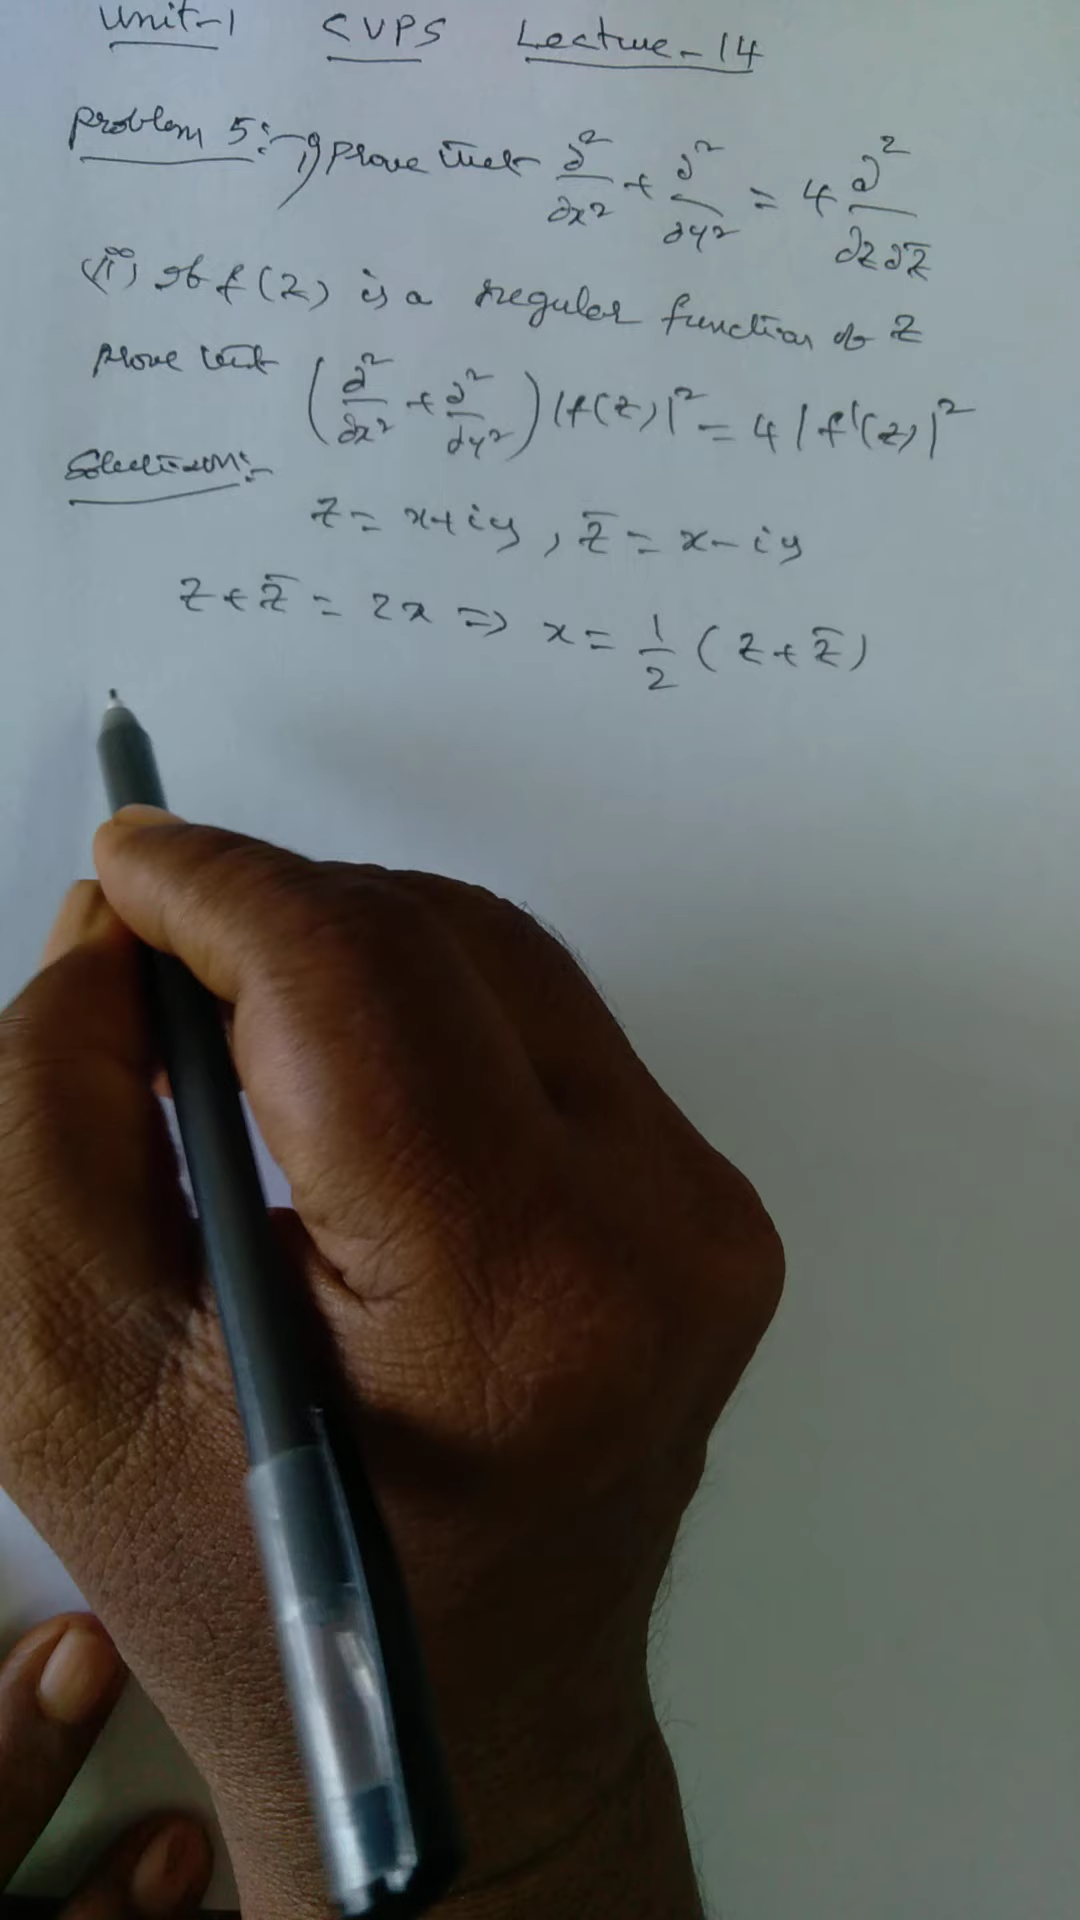 Unit-1 CVPS Lecture-14
Problem 5:- i) Prove that ∂²/∂x² + ∂²/∂y² = 4 ∂²/∂z∂z̄
(ii) If f(z) is a regular function of z
Prove that (∂²/∂x² + ∂²/∂y²) |f(z)|² = 4 |f'(z)|²
Solution:-
z = x+iy, z̄ = x-iy
z+z̄ = 2x ⇒ x = 1/2 (z+z̄)